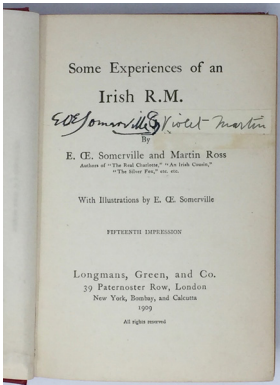 Some Experiences of an
Irish R.M.
E Œ Somerville & Violet Martin
By
E. Œ. Somerville and Martin Ross
Authors of "The Real Charlotte," "An Irish Cousin,"
"The Silver Fox," etc. etc.
With Illustrations by E. Œ. Somerville
FIFTEENTH IMPRESSION
Longmans, Green, and Co.
39 Paternoster Row, London
New York, Bombay, and Calcutta
1909
All rights reserved